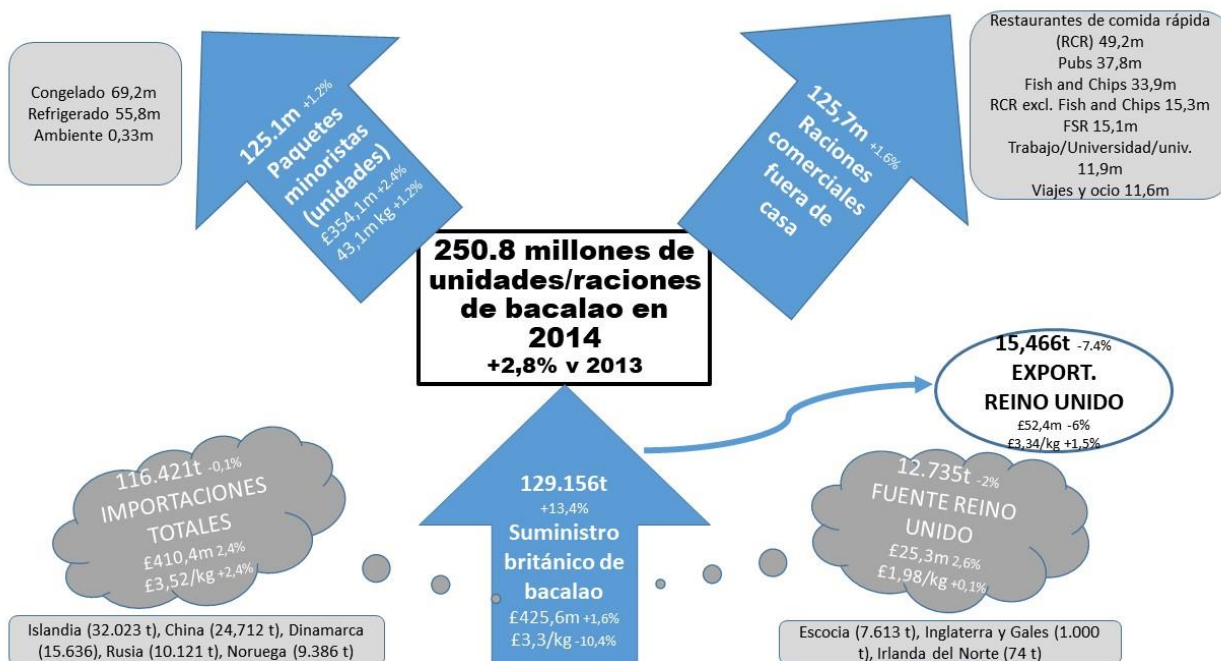 Congelado 69,2m
Refrigerado 55,8m
Ambiente 0,33m
125.1m +1.2%
Paquetes
minoristas
(unidades)
£354,1m +2.4%
43,1m kg +1.2%
125,7m +1.6%
Raciones
comerciales
fuera de
casa
Restaurantes de comida rápida
(RCR) 49,2m
Pubs 37,8m
Fish and Chips 33,9m
RCR excl. Fish and Chips 15,3m
FSR 15,1m
Trabajo/Universidad/univ.
11,9m
Viajes y ocio 11,6m
250.8 millones de
unidades/raciones
de bacalao en
2014
+2,8% v 2013
15,466t -7.4%
EXPORT.
REINO UNIDO
£52,4m -6%
£3,34/kg +1,5%
116.421t -0,1%
IMPORTACIONES
TOTALES
£410,4m 2,4%
£3,52/kg +2,4%
129.156t
+13,4%
Suministro
británico de
bacalao
£425,6m +1,6%
£3,3/kg -10,4%
12.735t -2%
FUENTE REINO
UNIDO
£25,3m 2,6%
£1,98/kg +0,1%
Islandia (32.023 t), China (24,712 t), Dinamarca
(15.636), Rusia (10.121 t), Noruega (9.386 t)
Escocia (7.613 t), Inglaterra y Gales (1.000
t), Irlanda del Norte (74 t)